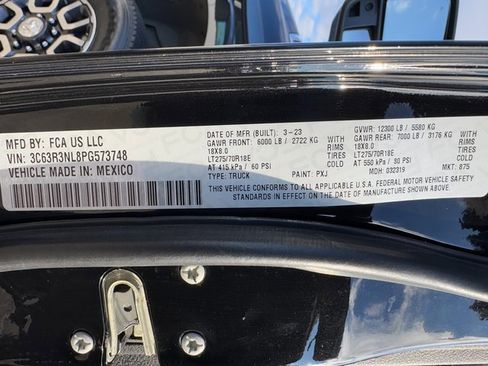 MFD BY: FCA US LLC
VIN: 3C63R3NL8PG573748
VEHICLE MADE IN: MEXICO
DATE OF MFR (BUILT): 3-23
GAWR FRONT: 6000 LB / 2722 KG
18X8.0 RIMS
LT275/70R18E TIRES
AT 415 kPa / 60 PSI
TYPE: TRUCK PAINT: PXJ
GVWR: 12300 LB / 5580 KG
GAWR REAR: 7000 LB / 3176 KG
18X8.0 RIMS
LT275/70R18E TIRES
AT 550 kPa / 80 PSI
MDH: 032319 MKT: 875
THIS VEHICLE CONFORMS TO ALL APPLICABLE U.S.A. FEDERAL MOTOR VEHICLE SAFETY
STANDARDS IN EFFECT ON THE DATE OF MANUFACTURE SHOWN ABOVE.